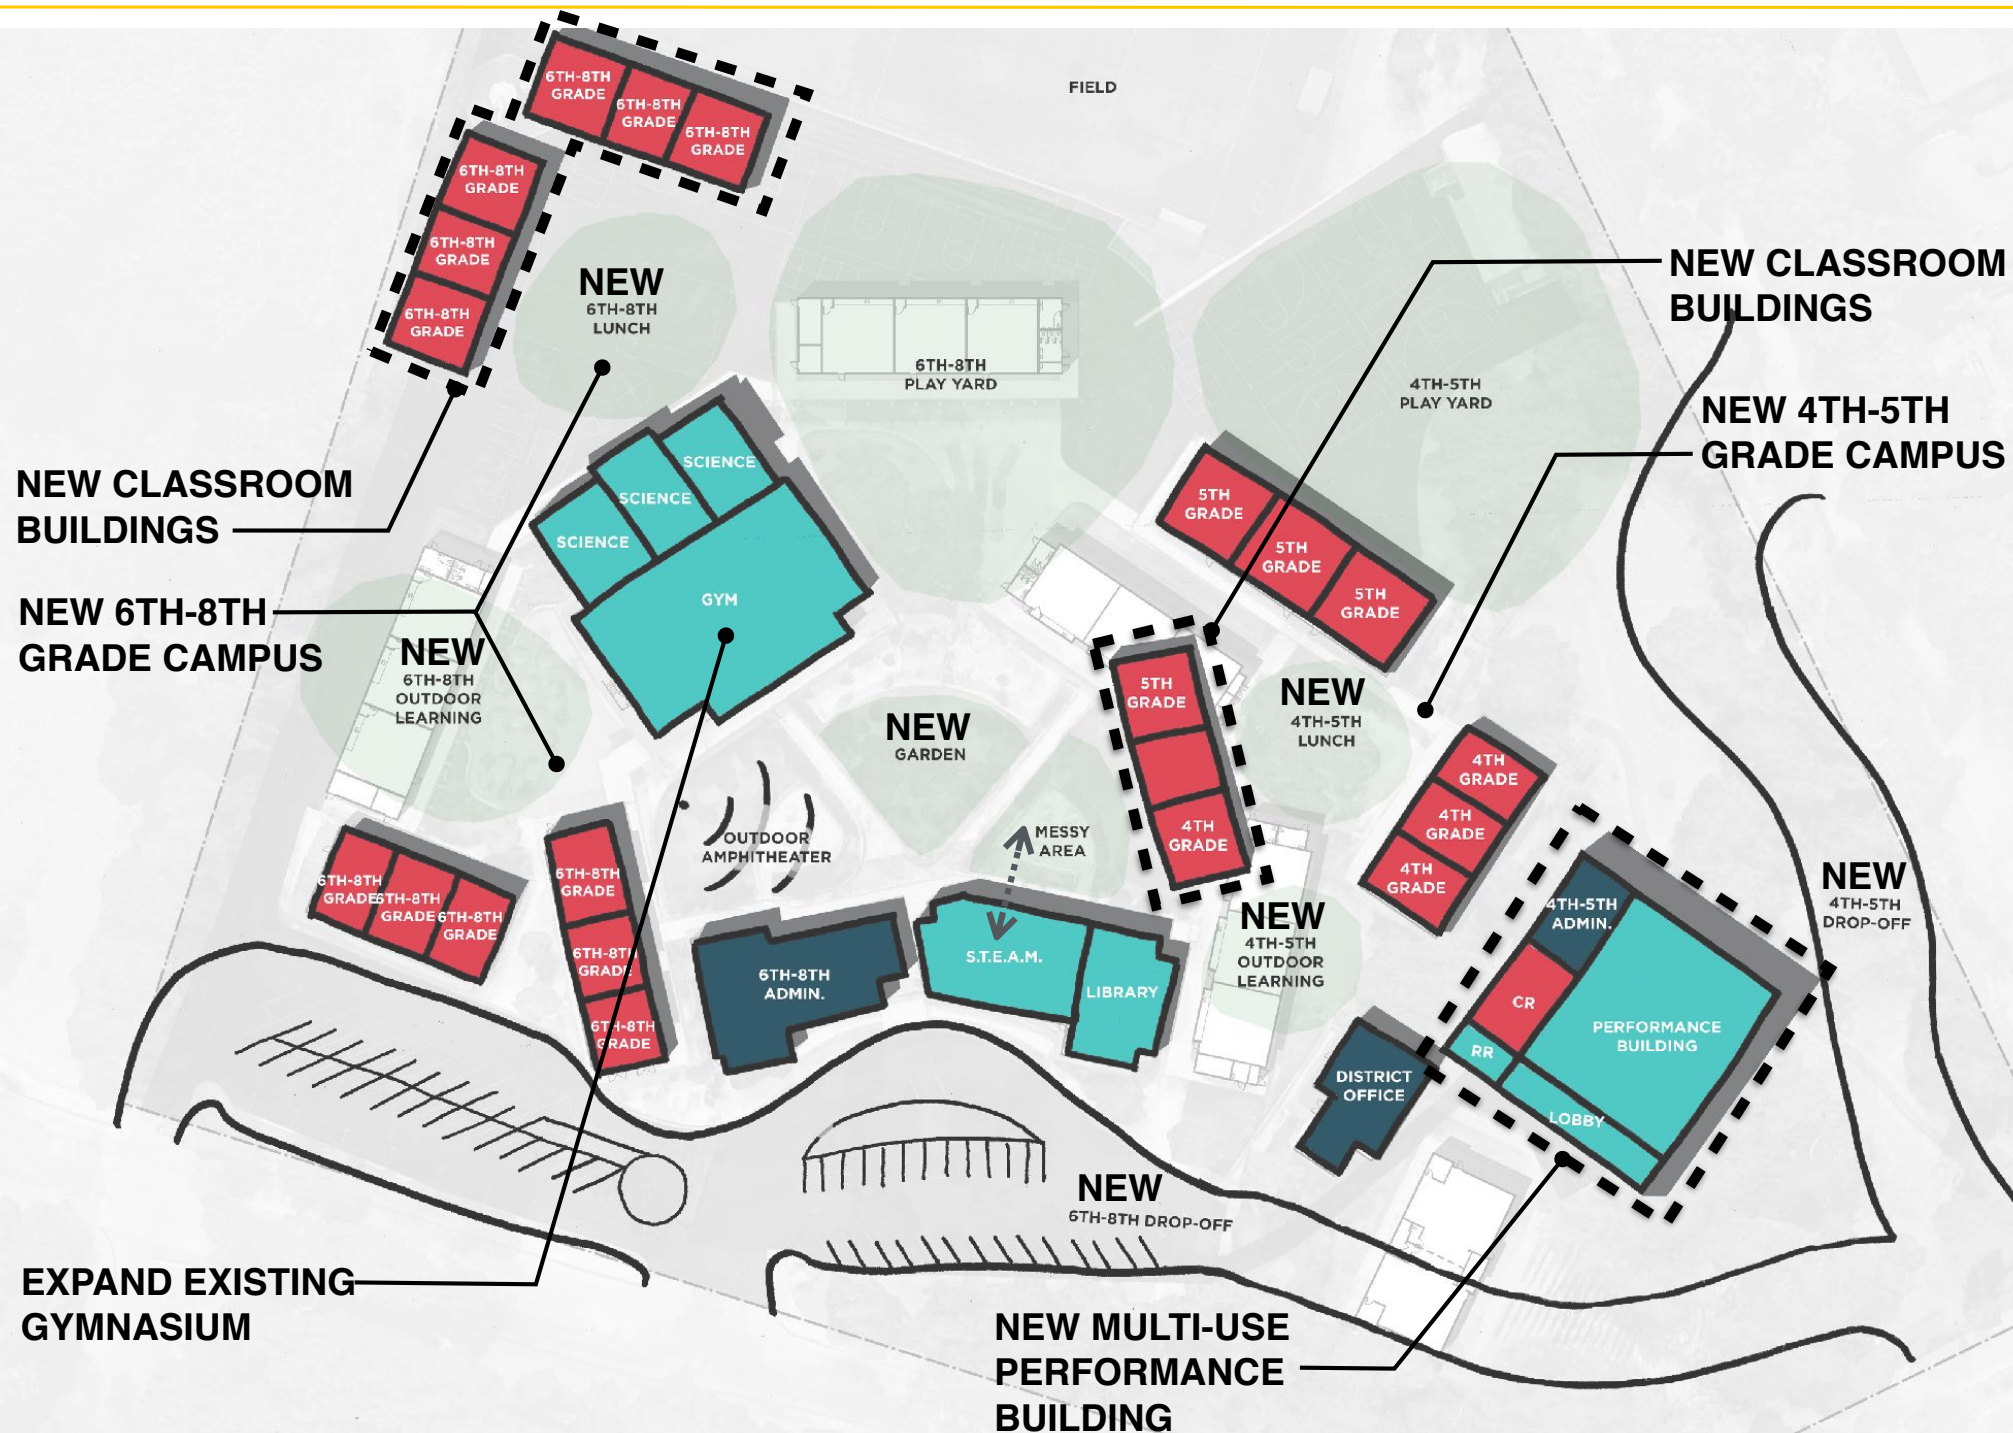 6TH-8TH
GRADE
6TH-8TH
GRADE
6TH-8TH
GRADE
FIELD
6TH-8TH
GRADE
6TH-8TH
GRADE
6TH-8TH
GRADE
NEW
6TH-8TH
LUNCH
6TH-8TH
PLAY YARD
4TH-5TH
PLAY YARD
NEW CLASSROOM
BUILDINGS
NEW 4TH-5TH
GRADE CAMPUS
NEW CLASSROOM
BUILDINGS
NEW 6TH-8TH
GRADE CAMPUS
SCIENCE
SCIENCE
SCIENCE
GYM
5TH
GRADE
5TH
GRADE
5TH
GRADE
NEW
6TH-8TH
OUTDOOR
LEARNING
NEW
GARDEN
5TH
GRADE
4TH
GRADE
NEW
4TH-5TH
LUNCH
4TH
GRADE
4TH
GRADE
4TH
GRADE
OUTDOOR
AMPHITHEATER
MESSY
AREA
6TH-8TH
GRADE
6TH-8TH
GRADE
6TH-8TH
GRADE
6TH-8TH
GRADE
6TH-8TH
GRADE
6TH-8TH
GRADE
6TH-8TH
ADMIN.
S.T.E.A.M.
LIBRARY
NEW
4TH-5TH
OUTDOOR
LEARNING
4TH-5TH
ADMIN.
CR
RR
LOBBY
PERFORMANCE
BUILDING
NEW
4TH-5TH
DROP-OFF
DISTRICT
OFFICE
NEW
6TH-8TH DROP-OFF
EXPAND EXISTING
GYMNASIUM
NEW MULTI-USE
PERFORMANCE
BUILDING